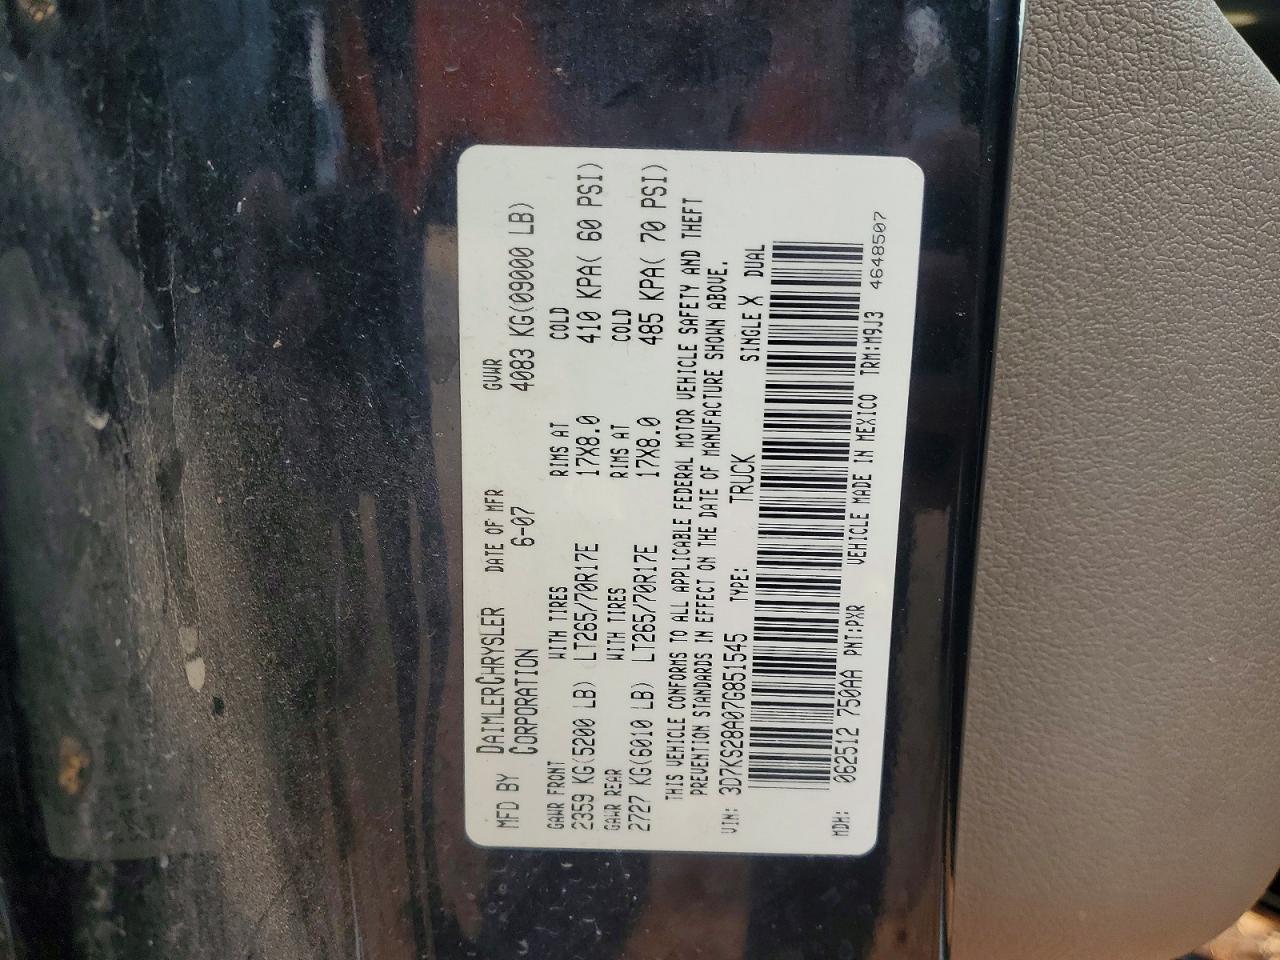 MFD BY DAIMLERCHRYSLER CORPORATION DATE OF MFR 6-07 GVWR 4083 KG(09000 LB)
GAWR FRONT WITH TIRES RIMS AT COLD
2359 KG(5200 LB) LT265/70R17E 17X8.0 410 KPA( 60 PSI)
GAWR REAR WITH TIRES RIMS AT COLD
2727 KG(6010 LB) LT265/70R17E 17X8.0 485 KPA( 70 PSI)
THIS VEHICLE CONFORMS TO ALL APPLICABLE FEDERAL MOTOR VEHICLE SAFETY AND THEFT
PREVENTION STANDARDS IN EFFECT ON THE DATE OF MANUFACTURE SHOWN ABOVE.
VIN: 3D7KS28A07G851545 TYPE: TRUCK SINGLE X DUAL
MDH: 062512 750AA PNT:PXR VEHICLE MADE IN MEXICO TRM:M9J3 4648507